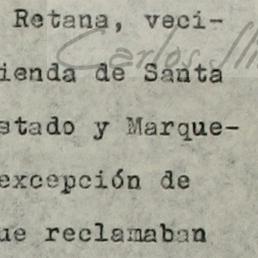 Retana, veci-
ienda de Santa
stado y Marque-
excepción de
ue reclamaban